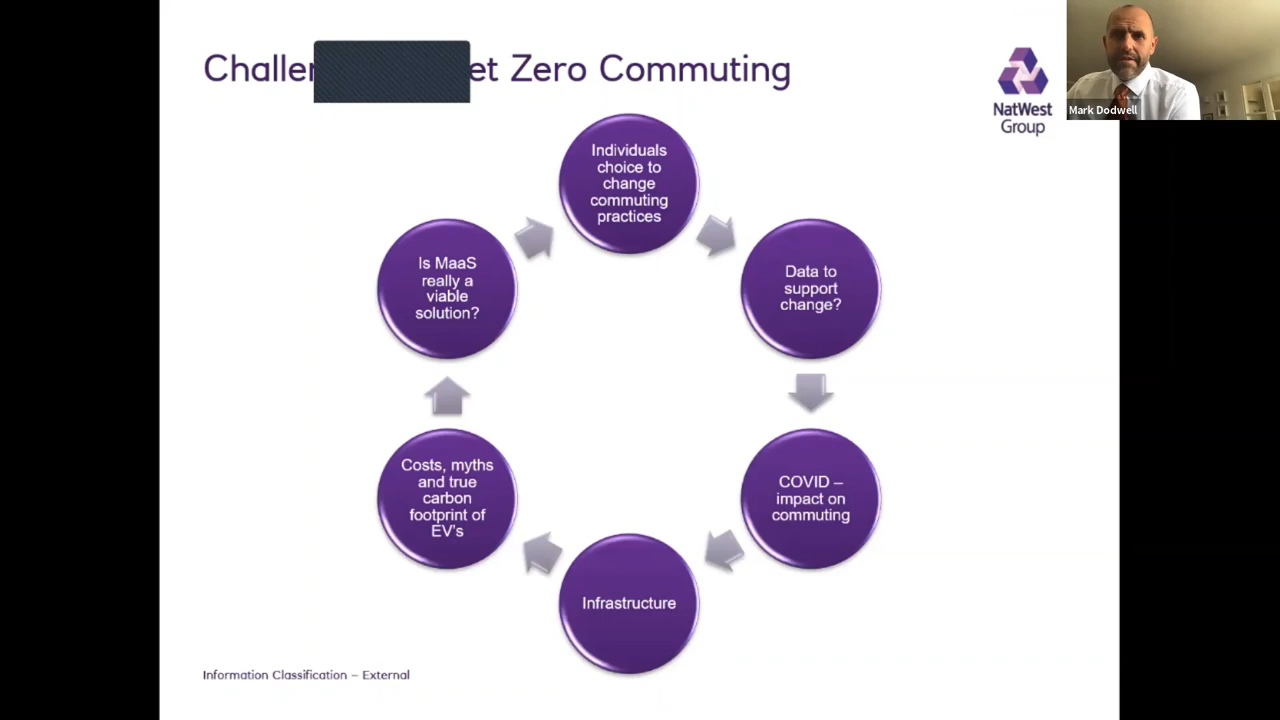 Challen et Zero Commuting
NatWest
Group
Mark Dodwell
Individuals
choice to
change
commuting
practices
Data to
support
change?
COVID –
impact on
commuting
Infrastructure
Costs, myths
and true
carbon
footprint of
EV's
Is MaaS
really a
viable
solution?
Information Classification – External